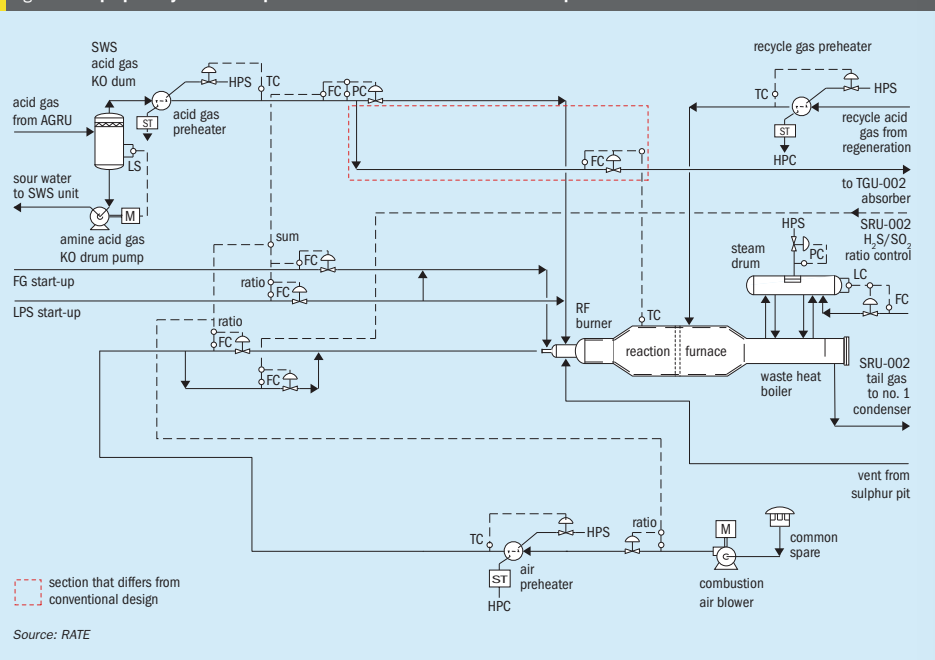 SWS
acid gas
KO dum
HPS
TC
FC
PC
acid gas
from AGRU
ST
acid gas
preheater
LS
sour water
to SWS unit
M
amine acid gas
KO drum pump
recycle gas preheater
TC
HPS
ST
HPC
recycle acid
gas from
regeneration
FC
to TGU-002
absorber
SRU-002
H2S/SO2
ratio control
HPS
PC
steam
drum
LC
FC
sum
FC
FG start-up
ratio
FC
LPS start-up
ratio
FC
FC
RF
burner
TC
reaction
furnace
waste heat
boiler
SRU-002
tail gas
to no. 1
condenser
vent from
sulphur pit
TC
HPS
ratio
M
ST
air
preheater
HPC
common
spare
combustion
air blower
section that differs from
conventional design
Source: RATE